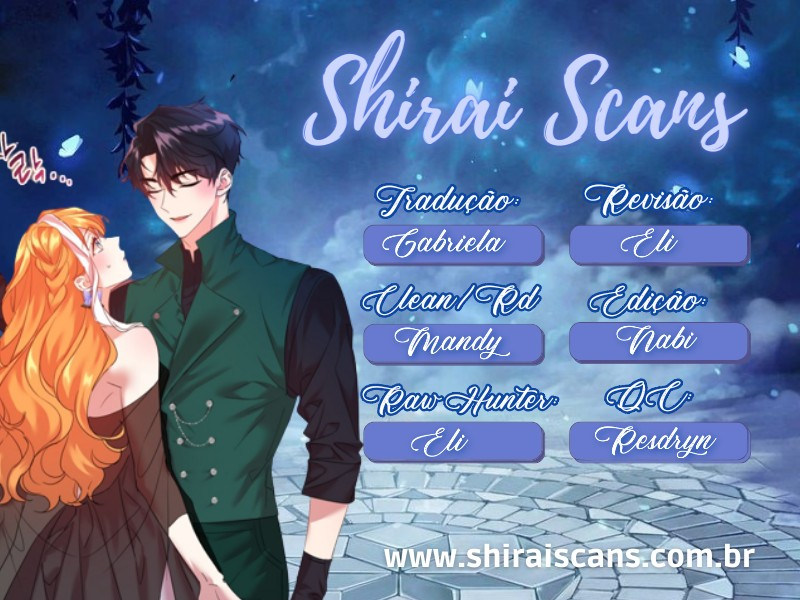 Shirai Scans
Tradução: Revisão:
Gabriela Eli
Clean/Rd Edição:
Mandy Nabi
Raw Hunter: QC:
Eli Resdryn
www.shiraiscans.com.br